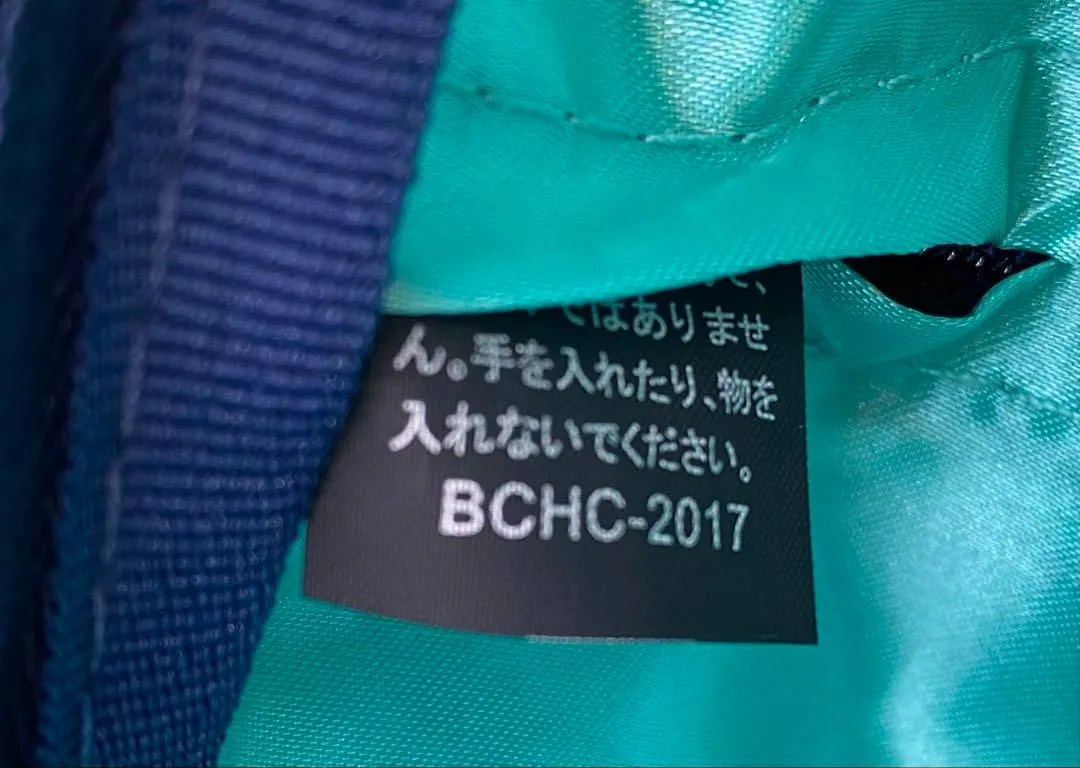 ではありませ
ん。手を入れたり、物を
入れないでください。
BCHC-2017